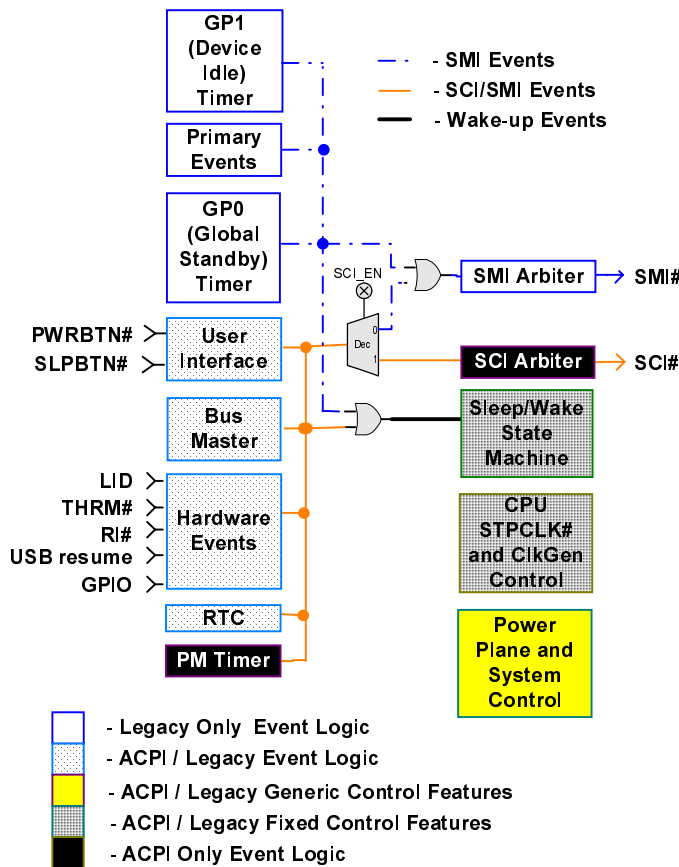 GP1
(Device
Idle)
Timer
- SMI Events
- SCI/SMI Events
- Wake-up Events
Primary
Events
GP0
(Global
Standby)
Timer
SCI_EN
SMI Arbiter
SMI#
PWRBTN#
SLPBTN#
User
Interface
0
Dec
1
SCI Arbiter
SCI#
Bus
Master
Sleep/Wake
State
Machine
LID
THRM#
RI#
USB resume
GPIO
Hardware
Events
CPU
STPCLK#
and ClkGen
Control
RTC
PM Timer
Power
Plane and
System
Control
- Legacy Only Event Logic
- ACPI / Legacy Event Logic
- ACPI / Legacy Generic Control Features
- ACPI / Legacy Fixed Control Features
- ACPI Only Event Logic